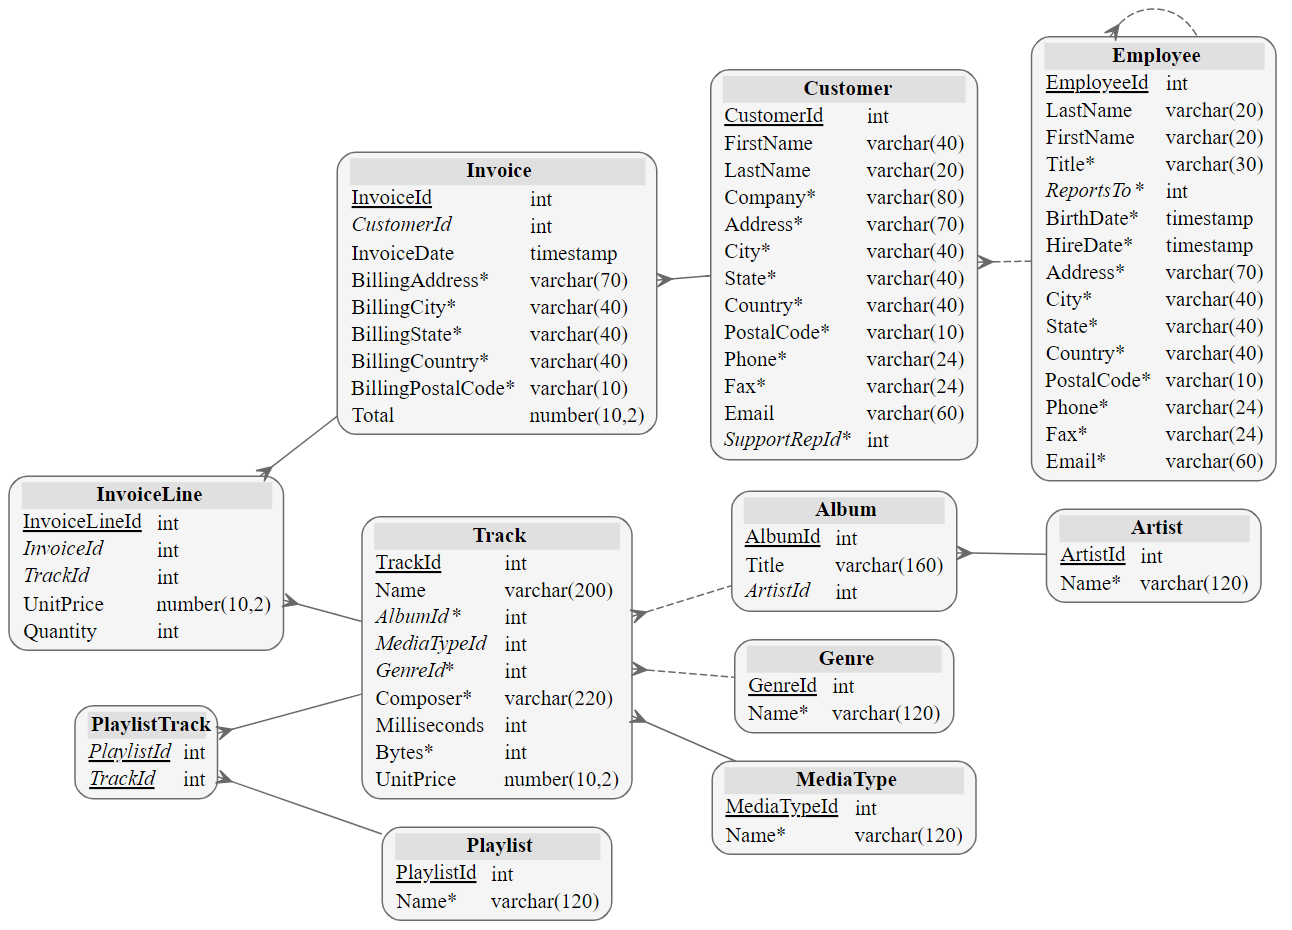 Employee
EmployeeId int
LastName varchar(20)
FirstName varchar(20)
Title* varchar(30)
ReportsTo* int
BirthDate* timestamp
HireDate* timestamp
Address* varchar(70)
City* varchar(40)
State* varchar(40)
Country* varchar(40)
PostalCode* varchar(10)
Phone* varchar(24)
Fax* varchar(24)
Email* varchar(60)
Customer
CustomerId int
FirstName varchar(40)
LastName varchar(20)
Company* varchar(80)
Address* varchar(70)
City* varchar(40)
State* varchar(40)
Country* varchar(40)
PostalCode* varchar(10)
Phone* varchar(24)
Fax* varchar(24)
Email varchar(60)
SupportRepId* int
Invoice
InvoiceId int
CustomerId int
InvoiceDate timestamp
BillingAddress* varchar(70)
BillingCity* varchar(40)
BillingState* varchar(40)
BillingCountry* varchar(40)
BillingPostalCode* varchar(10)
Total number(10,2)
InvoiceLine
InvoiceLineId int
InvoiceId int
TrackId int
UnitPrice number(10,2)
Quantity int
Track
TrackId int
Name varchar(200)
AlbumId* int
MediaTypeId int
GenreId* int
Composer* varchar(220)
Milliseconds int
Bytes* int
UnitPrice number(10,2)
Album
AlbumId int
Title varchar(160)
ArtistId int
Artist
ArtistId int
Name* varchar(120)
Genre
GenreId int
Name* varchar(120)
PlaylistTrack
PlaylistId int
TrackId int
MediaType
MediaTypeId int
Name* varchar(120)
Playlist
PlaylistId int
Name* varchar(120)